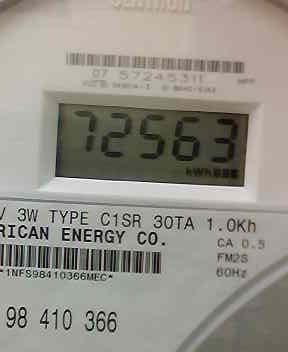 07 57245311
72563
kWh
V 3W TYPE C1SR 30TA 1.0Kh
RICAN ENERGY CO.
CA 0.5
FM2S
60Hz
*1NFS98410366MEC*
98 410 366